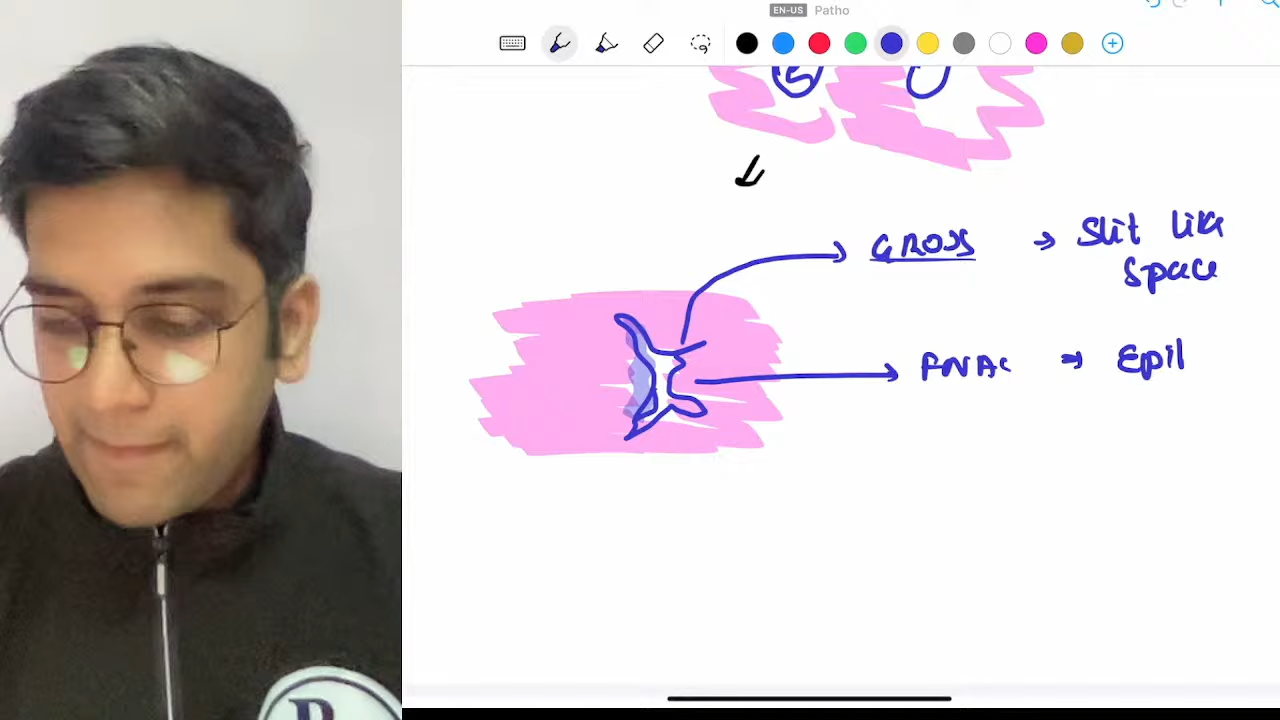 EN-US Patho
GROSS → Slit like
space
FNAC → Epil